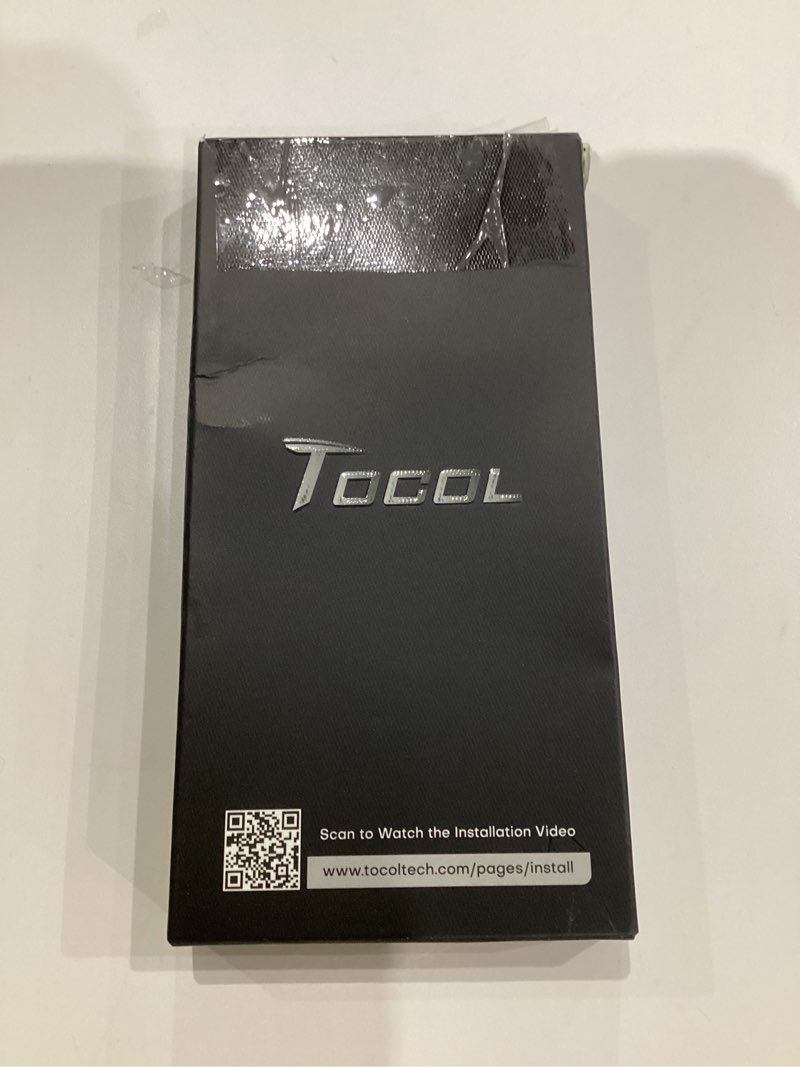 TOCOL
Scan to Watch the Installation Video
www.tocoltech.com/pages/install